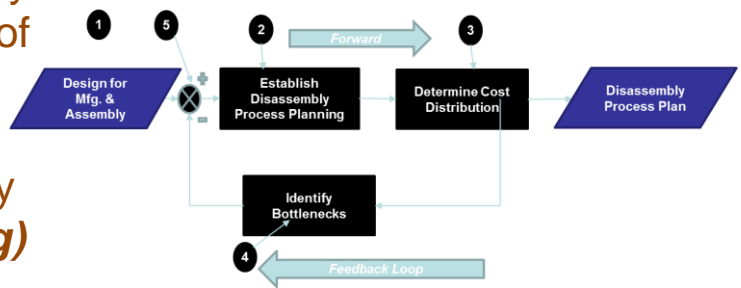 y
of
1
5
2
Forward
3
Design for
Mfg. &
Assembly
+
-
Establish
Disassembly
Process Planning
Determine Cost
Distribution
Disassembly
Process Plan
y
g)
Identify
Bottlenecks
4
Feedback Loop